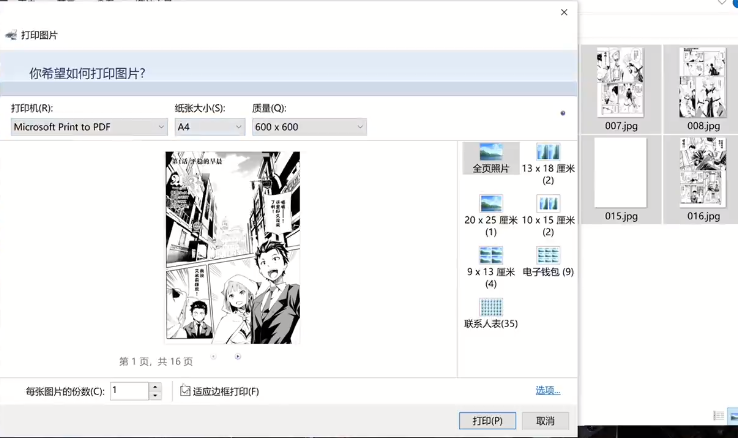 打印图片
你希望如何打印图片?
打印机(R):
纸张大小(S):
质量(Q):
Microsoft Print to PDF
A4
600 x 600
全页照片
13 x 18 厘米
(2)
20 x 25 厘米
(1)
10 x 15 厘米
(2)
9 x 13 厘米
(4)
电子钱包 (9)
联系人表(35)
第 1 页, 共 16 页
每张图片的份数(C):
1
适应边框打印(F)
选项...
打印(P)
取消
007.jpg
008.jpg
015.jpg
016.jpg